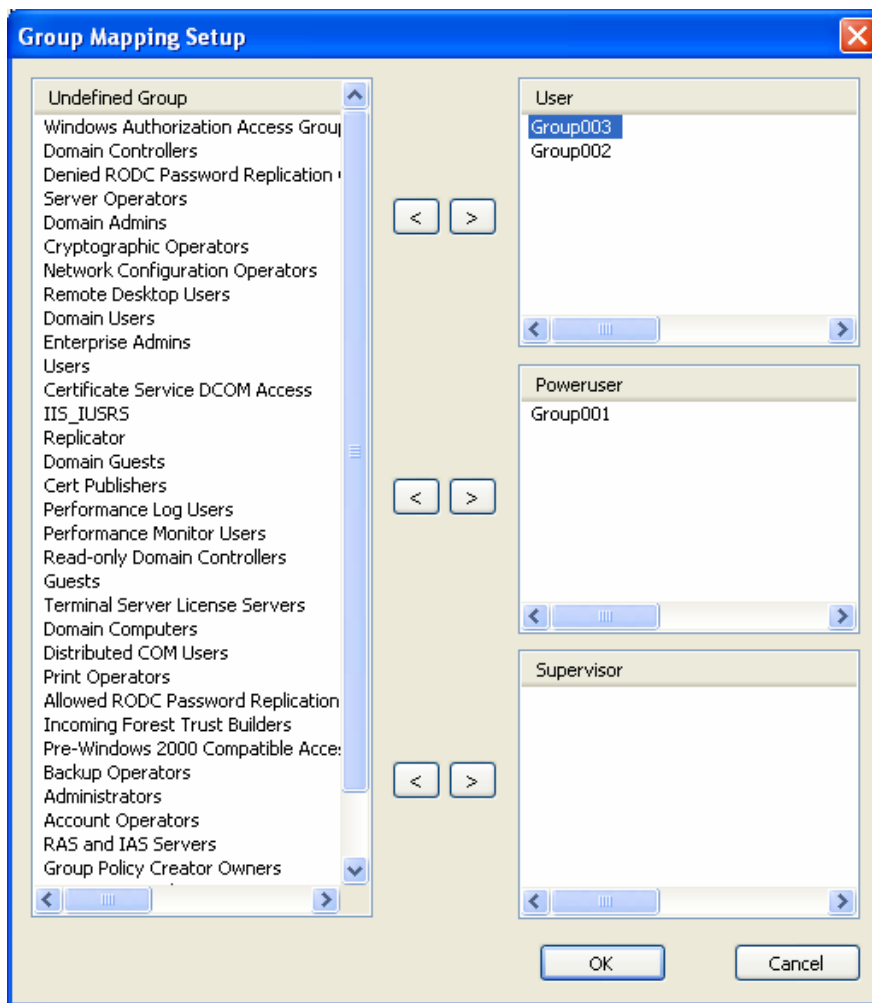 Group Mapping Setup
Undefined Group
Windows Authorization Access
Domain Controllers
Denied RODC Password Replication
Server Operators
Domain Admins
Cryptographic Operators
Network Configuration Operators
Remote Desktop Users
Domain Users
Enterprise Admins
Users
Certificate Service DCOM Access
IIS_IUSRS
Replicator
Domain Guests
Cert Publishers
Performance Log Users
Performance Monitor Users
Read-only Domain Controllers
Guests
Terminal Server License Servers
Domain Computers
Distributed COM Users
Print Operators
Allowed RODC Password Replication
Incoming Forest Trust Builders
Pre-Windows 2000 Compatible
Backup Operators
Administrators
Account Operators
RAS and IAS Servers
Group Policy Creator Owners
< >
< >
< >
User
Group003
Group002
Poweruser
Group001
Supervisor
OK Cancel